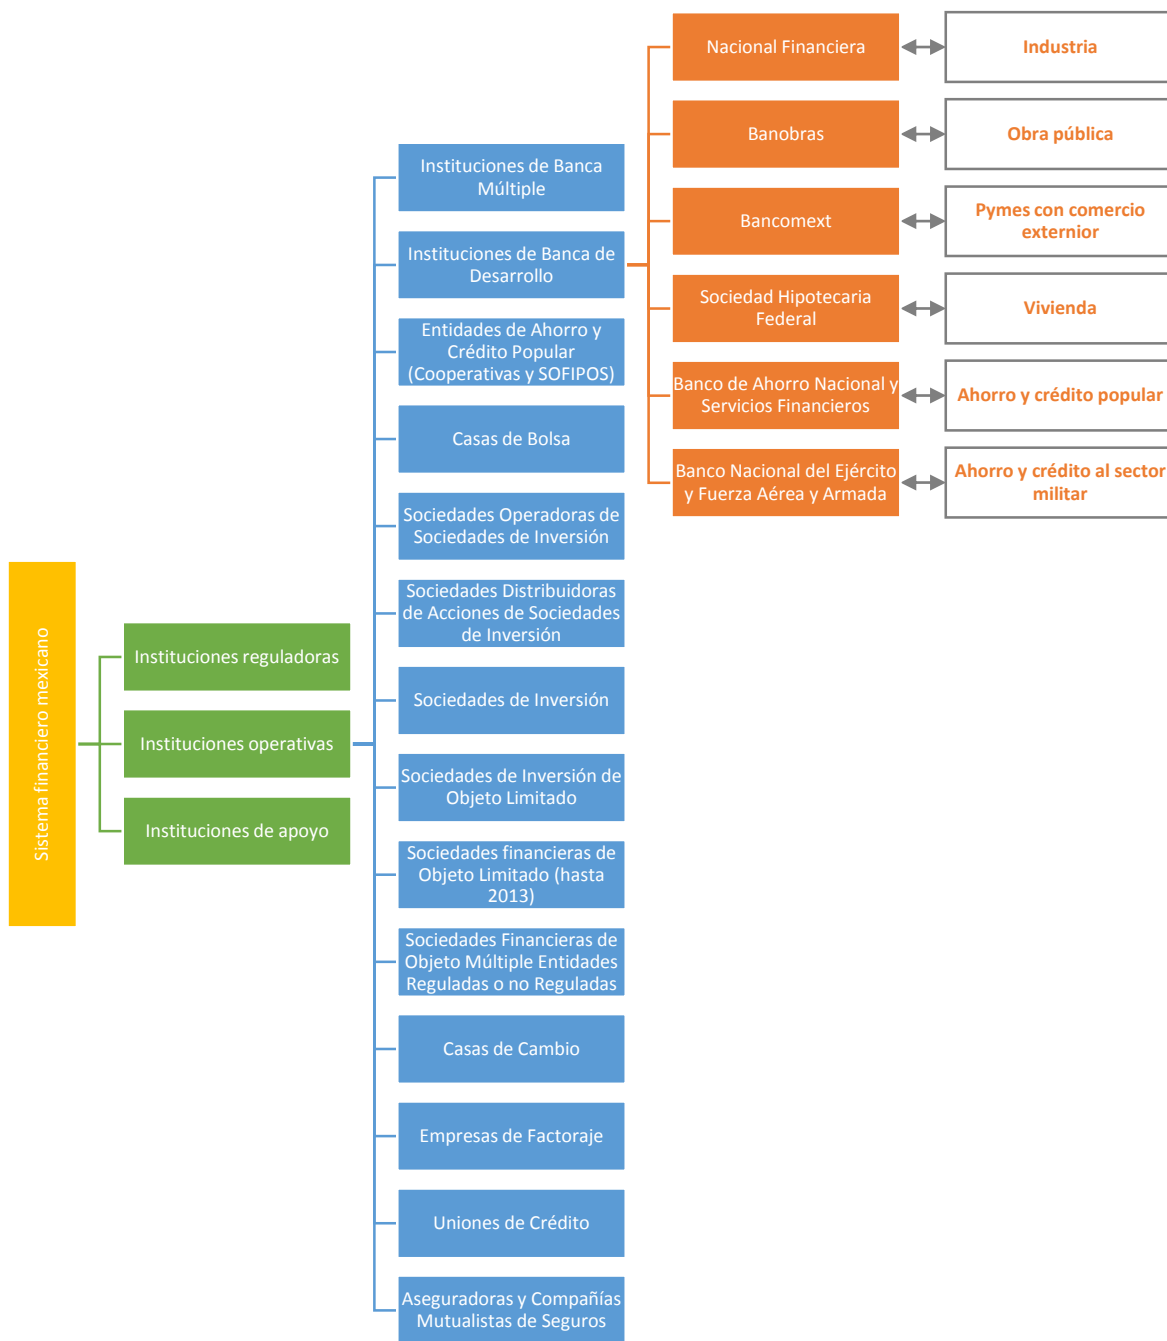 Sistema financiero mexicano
Instituciones reguladoras
Instituciones operativas
Instituciones de apoyo
Instituciones de Banca
Múltiple
Instituciones de Banca de
Desarrollo
Entidades de Ahorro y
Crédito Popular
(Cooperativas y SOFIPOS)
Casas de Bolsa
Sociedades Operadoras de
Sociedades de Inversión
Sociedades Distribuidoras
de Acciones de Sociedades
de Inversión
Sociedades de Inversión
Sociedades de Inversión de
Objeto Limitado
Sociedades financieras de
Objeto Limitado (hasta
2013)
Sociedades Financieras de
Objeto Múltiple Entidades
Reguladas o no Reguladas
Casas de Cambio
Empresas de Factoraje
Uniones de Crédito
Aseguradoras y Compañías
Mutualistas de Seguros
Nacional Financiera
Industria
Banobras
Obra pública
Bancomext
Pymes con comercio
externior
Sociedad Hipotecaria
Federal
Vivienda
Banco de Ahorro Nacional y
Servicios Financieros
Ahorro y crédito popular
Banco Nacional del Ejército
y Fuerza Aérea y Armada
Ahorro y crédito al sector
militar